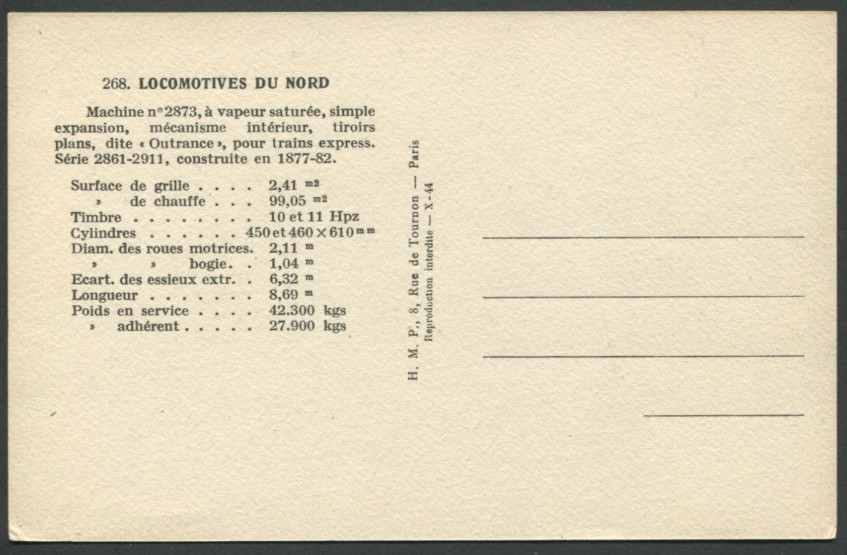 268. LOCOMOTIVES DU NORD
Machine n° 2873, à vapeur saturée, simple
expansion, mécanisme intérieur, tiroirs
plans, dite « Outrance », pour trains express.
Série 2861-2911, construite en 1877-82.
Surface de grille . . . . 2,41 m2
» de chauffe . . . 99,05 m2
Timbre . . . . . . . . 10 et 11 Hpz
Cylindres . . . . . . . 450 et 460 × 610 mm
Diam. des roues motrices. 2,11 m
» » bogie. . 1,04 m
Ecart. des essieux extr. . 6,32 m
Longueur . . . . . . . 8,69 m
Poids en service . . . . 42.300 kgs
» adhérent . . . . . 27.900 kgs
H. M. P., 8, Rue de Tournon — Paris
Reproduction interdite — X-44